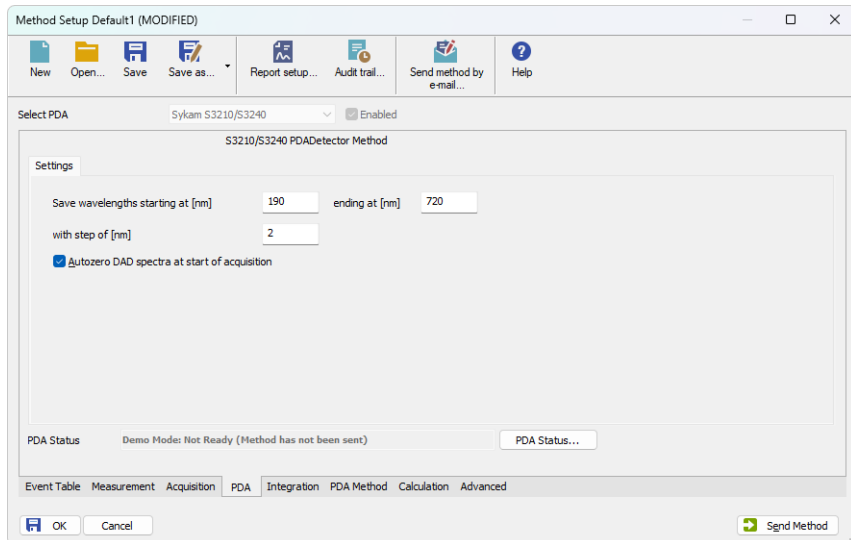 Method Setup Default1 (MODIFIED)
New Open... Save Save as... Report setup... Audit trail... Send method by e-mail... Help
Select PDA Sykam S3210/S3240 Enabled
S3210/S3240 PDADetector Method
Settings
Save wavelengths starting at [nm] 190 ending at [nm] 720
with step of [nm] 2
Autozero DAD spectra at start of acquisition
PDA Status Demo Mode: Not Ready (Method has not been sent) PDA Status...
Event Table Measurement Acquisition PDA Integration PDA Method Calculation Advanced
OK Cancel Send Method